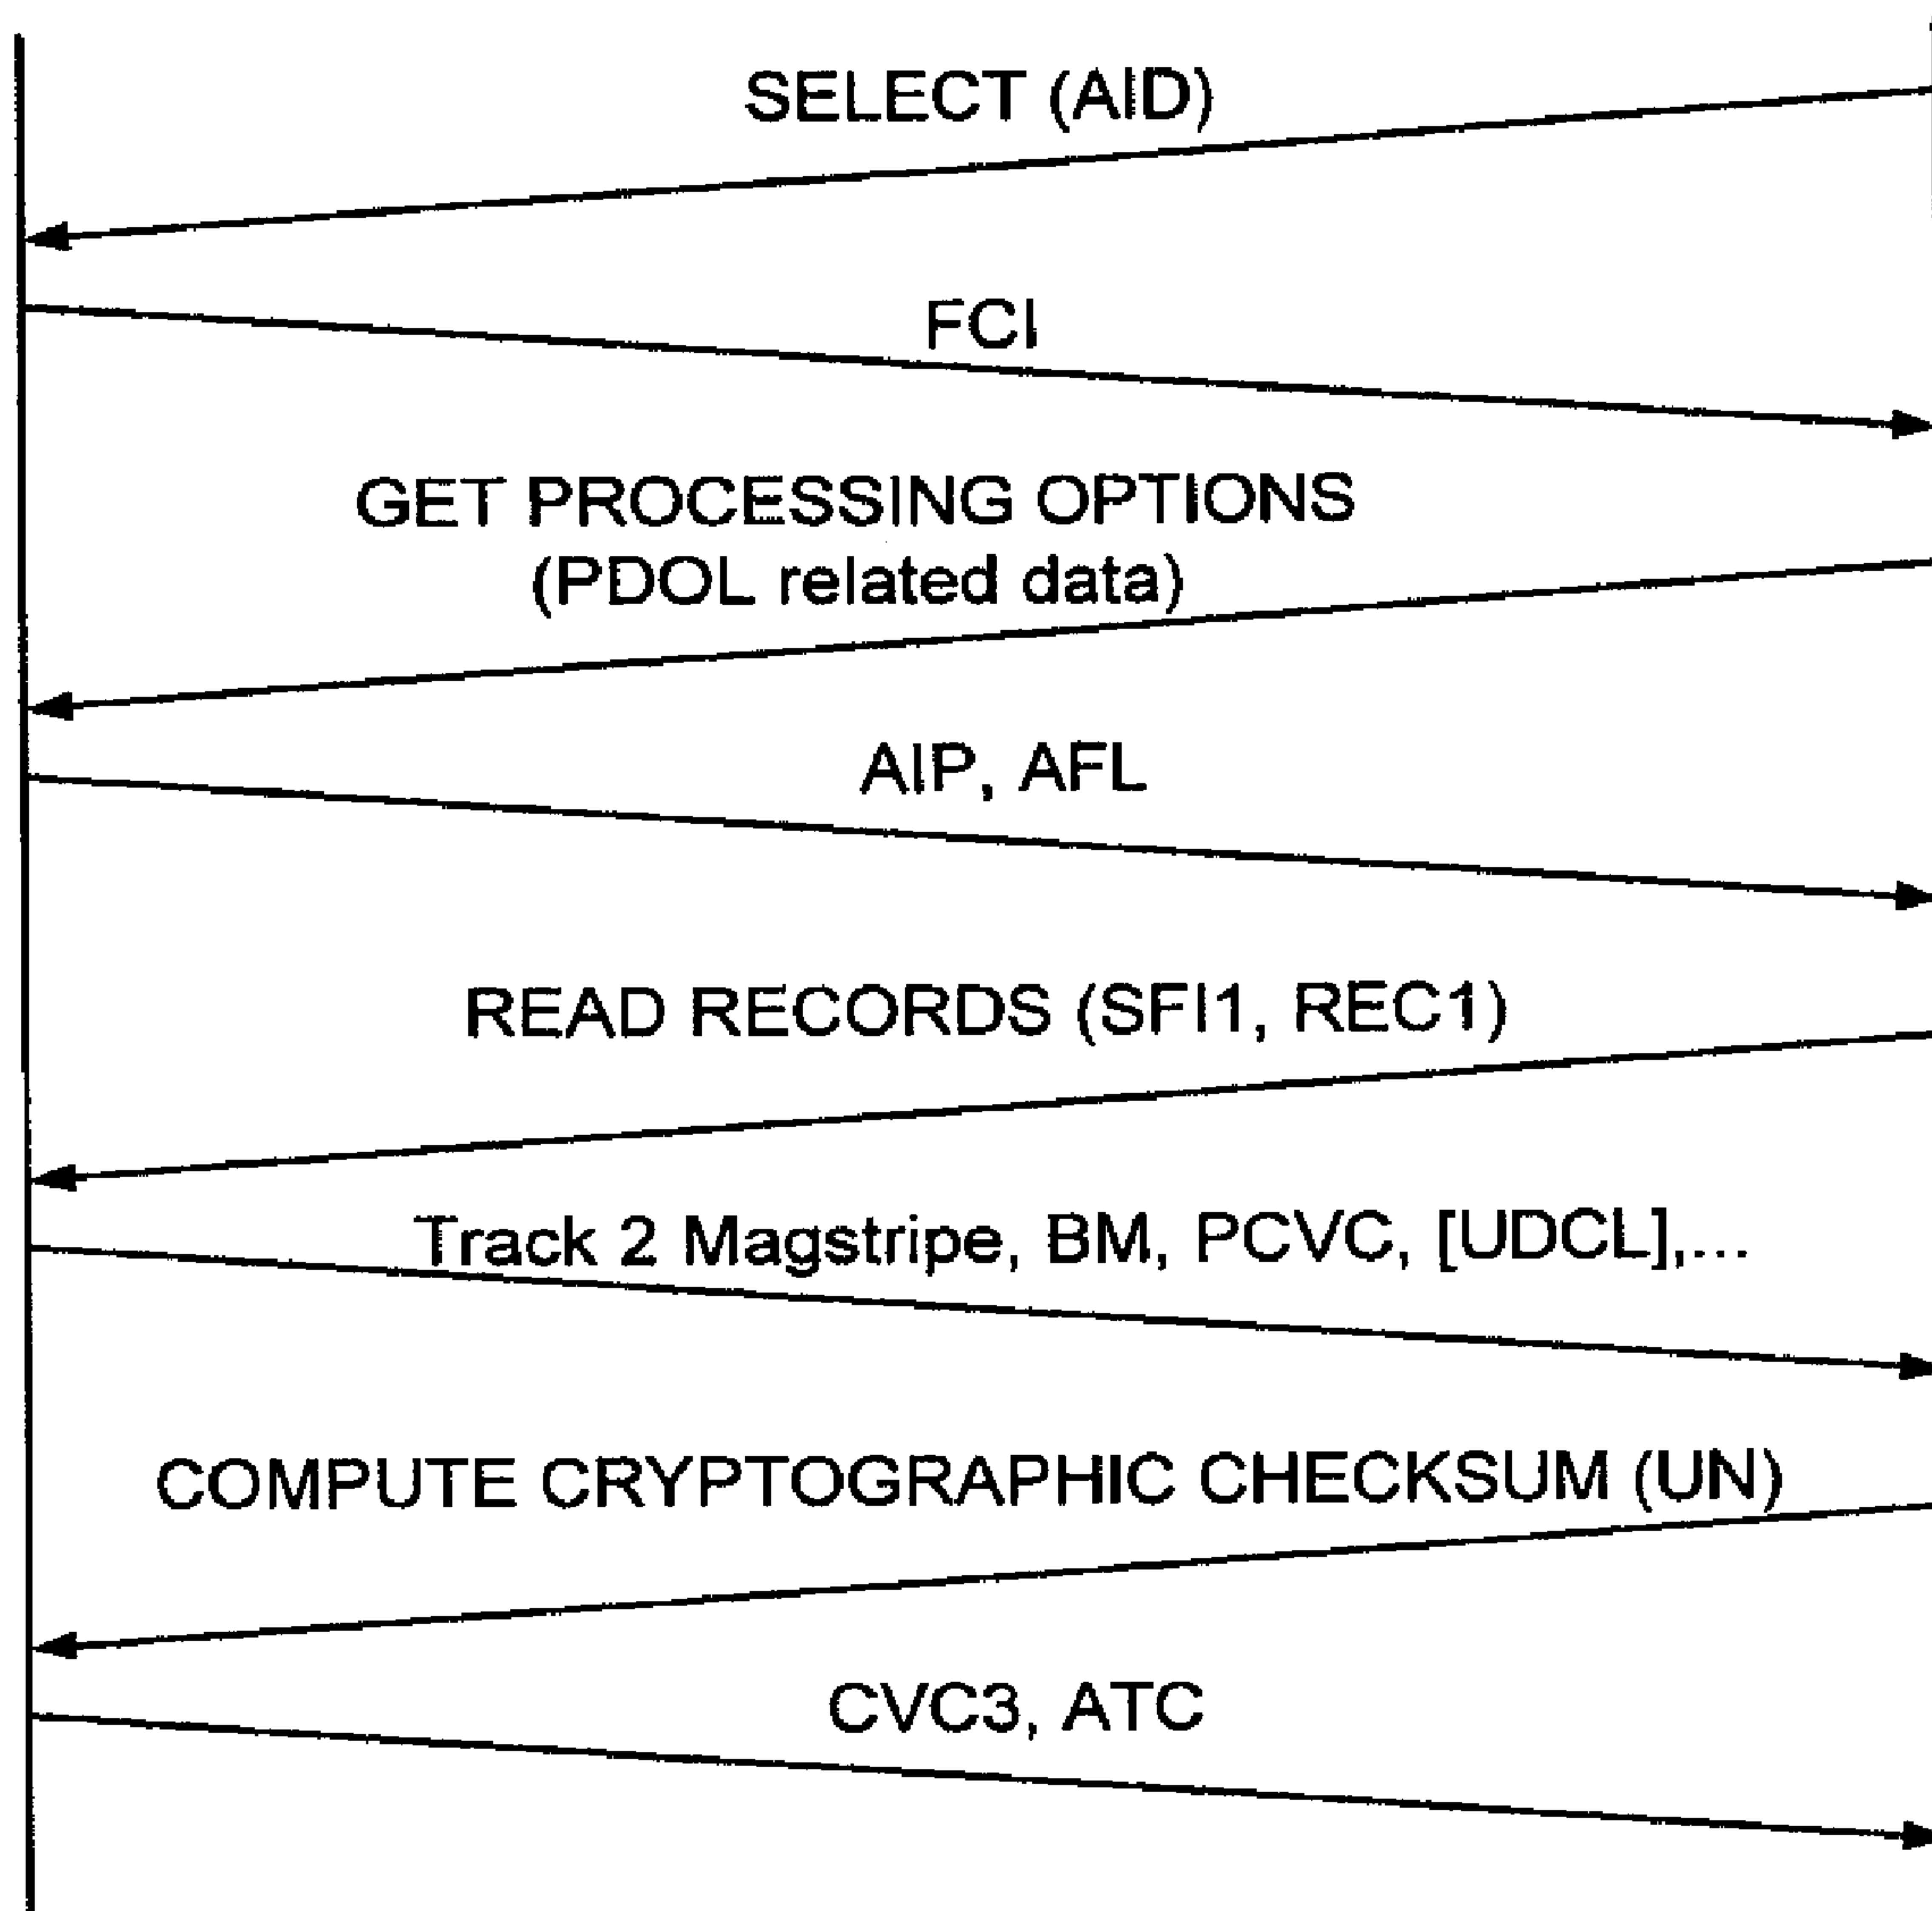 SELECT (AID)
FCI
GET PROCESSING OPTIONS
(PDOL related data)
AIP, AFL
READ RECORDS (SFI1, REC1)
Track 2 Magstripe, BM, PCVC, [UDCL],...
COMPUTE CRYPTOGRAPHIC CHECKSUM (UN)
CVC3, ATC